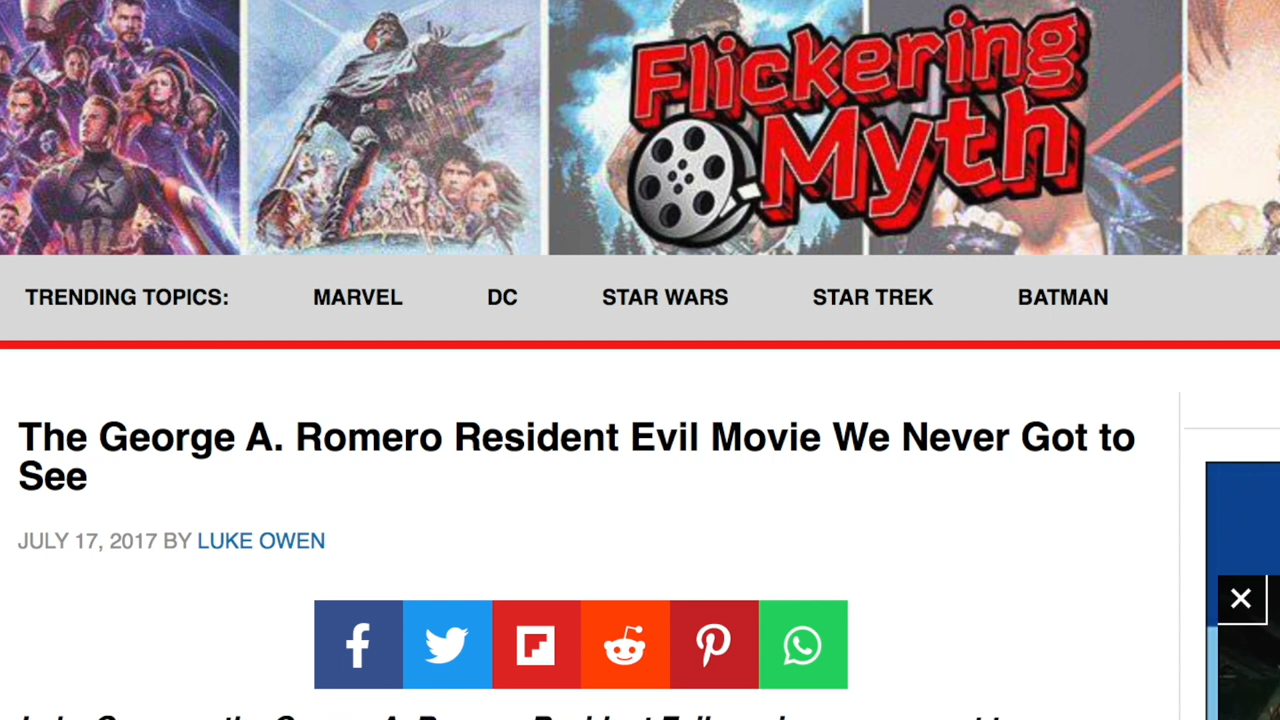 Flickering
Myth
TRENDING TOPICS: MARVEL DC STAR WARS STAR TREK BATMAN
The George A. Romero Resident Evil Movie We Never Got to
See
JULY 17, 2017 BY LUKE OWEN